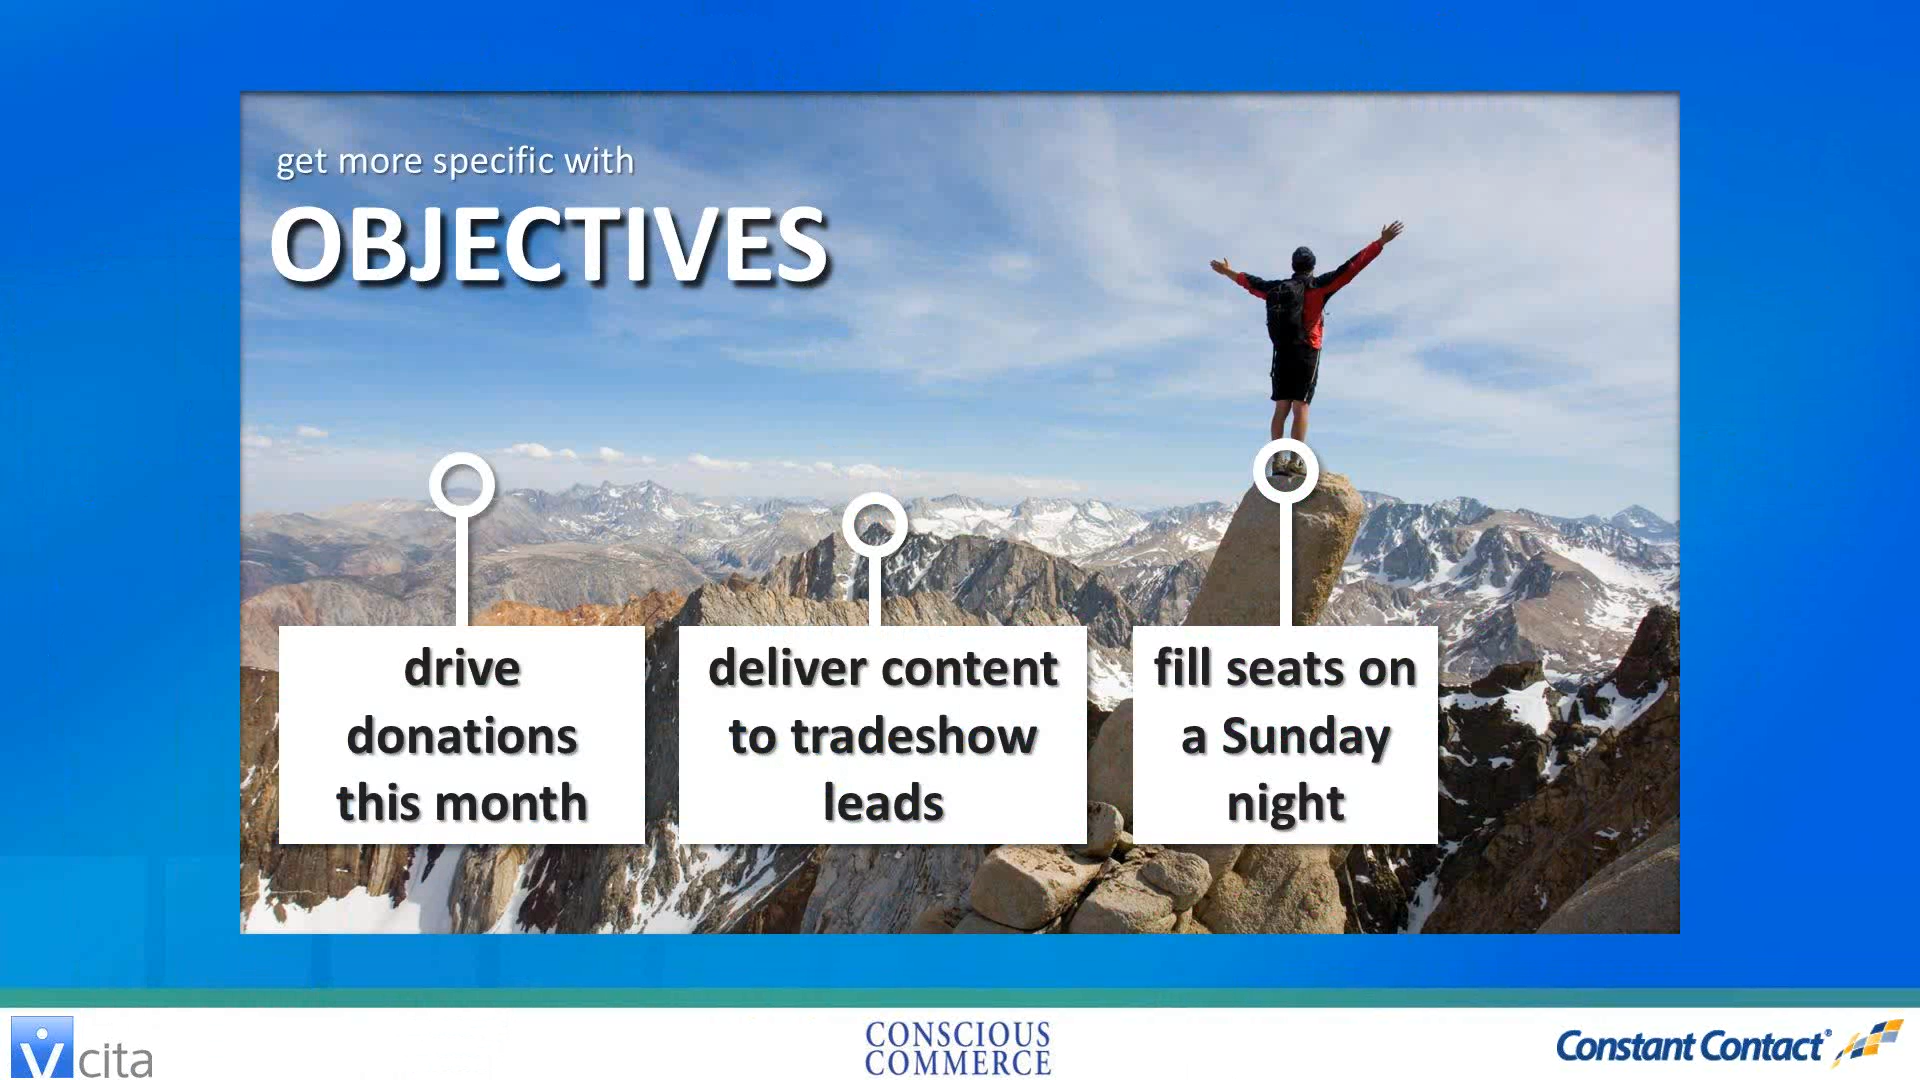 get more specific with
OBJECTIVES
drive
donations
this month
deliver content
to tradeshow
leads
fill seats on
a Sunday
night
vcita
CONSCIOUS
COMMERCE
Constant Contact®